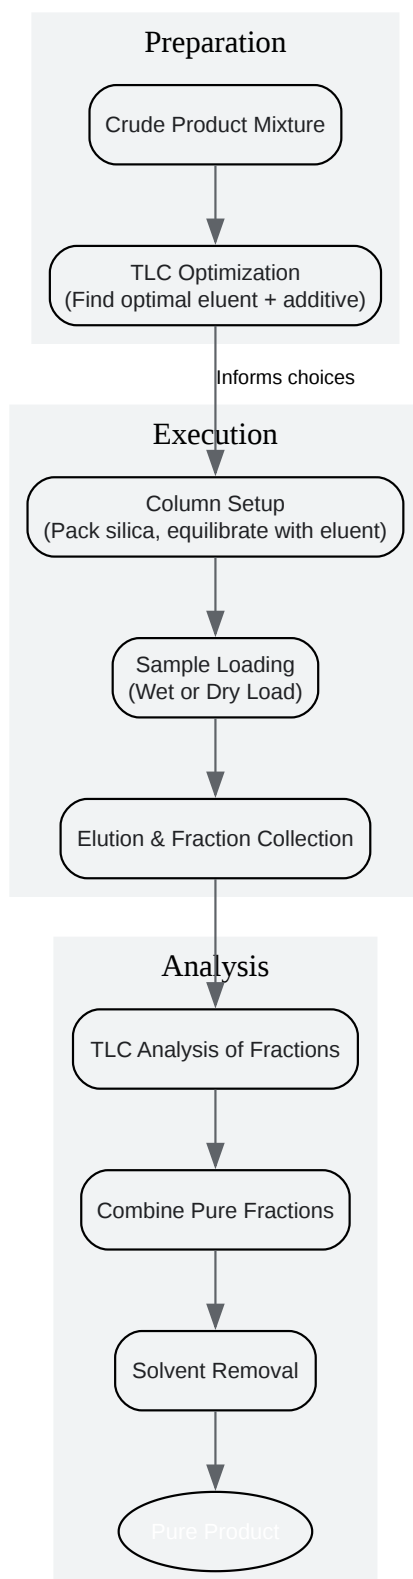 Preparation
Crude Product Mixture
TLC Optimization
(Find optimal eluent + additive)
Informs choices
Execution
Column Setup
(Pack silica, equilibrate with eluent)
Sample Loading
(Wet or Dry Load)
Elution & Fraction Collection
Analysis
TLC Analysis of Fractions
Combine Pure Fractions
Solvent Removal
Pure Product